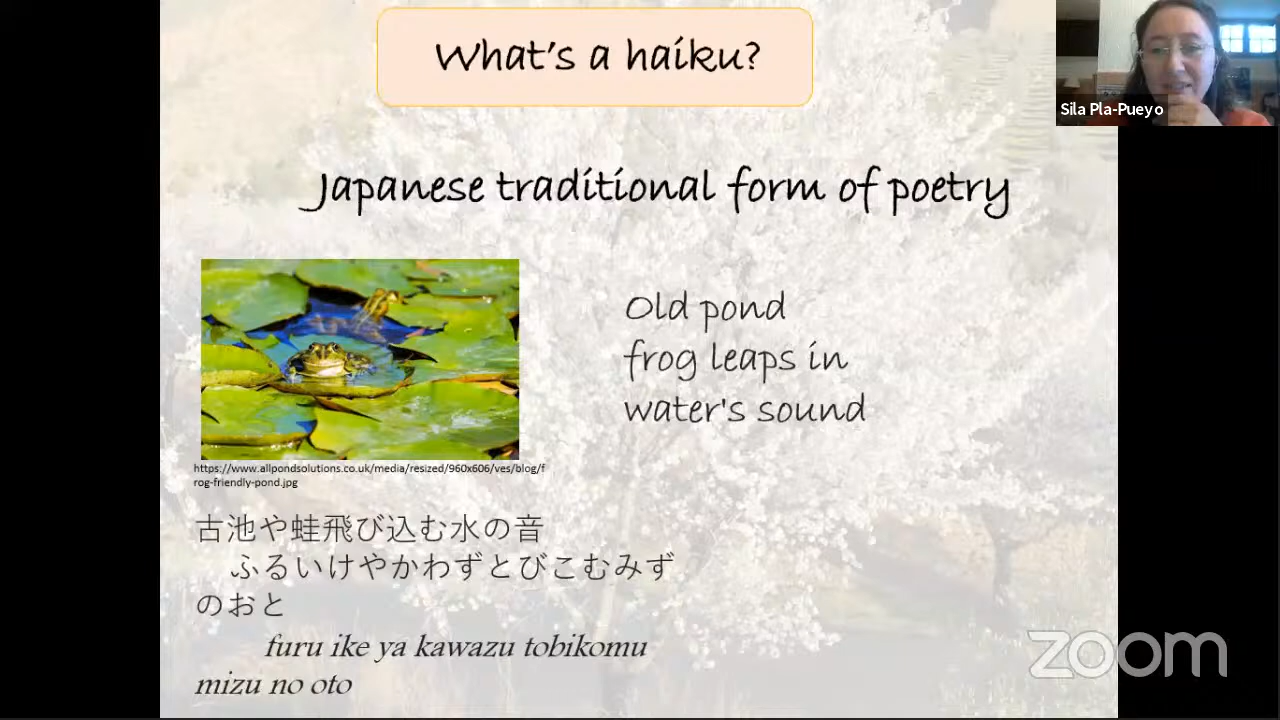 What's a haiku?
Sila Pla-Pueyo
Japanese traditional form of poetry
Old pond
frog leaps in
water's sound
https://www.allpondsolutions.co.uk/media/resized/960x606/ves/blog/f
rog-friendly-pond.jpg
古池や蛙飛び込む水の音
ふるいけやかわずとびこむみず
のおと
furu ike ya kawazu tobikomu
mizu no oto
zoom